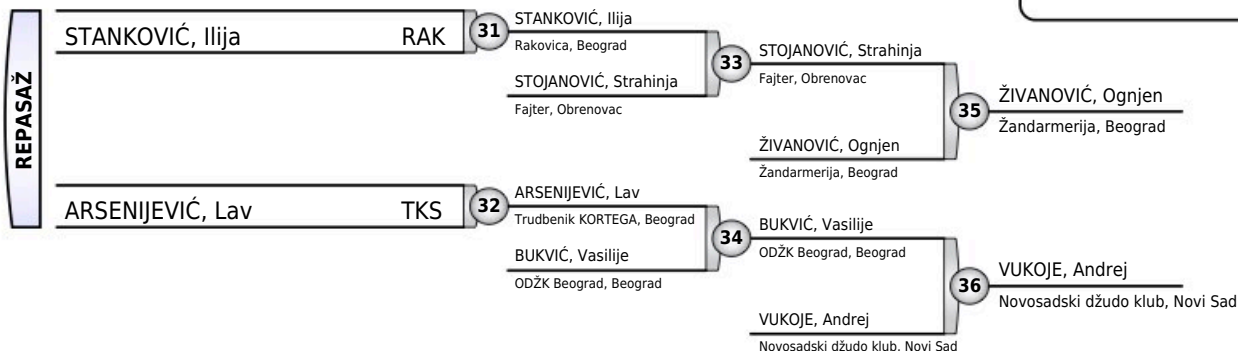 REPASAŽ
STANKOVIĆ, Ilija RAK
31
STANKOVIĆ, Ilija
Rakovica, Beograd
STOJANOVIĆ, Strahinja
Fajter, Obrenovac
33
STOJANOVIĆ, Strahinja
Fajter, Obrenovac
ŽIVANOVIĆ, Ognjen
Žandarmerija, Beograd
35
ŽIVANOVIĆ, Ognjen
Žandarmerija, Beograd
ARSENIJEVIĆ, Lav TKS
32
ARSENIJEVIĆ, Lav
Trudbenik KORTEGA, Beograd
BUKVIĆ, Vasilije
ODŽK Beograd, Beograd
34
BUKVIĆ, Vasilije
ODŽK Beograd, Beograd
VUKOJE, Andrej
Novosadski džudo klub, Novi Sad
36
VUKOJE, Andrej
Novosadski džudo klub, Novi Sad